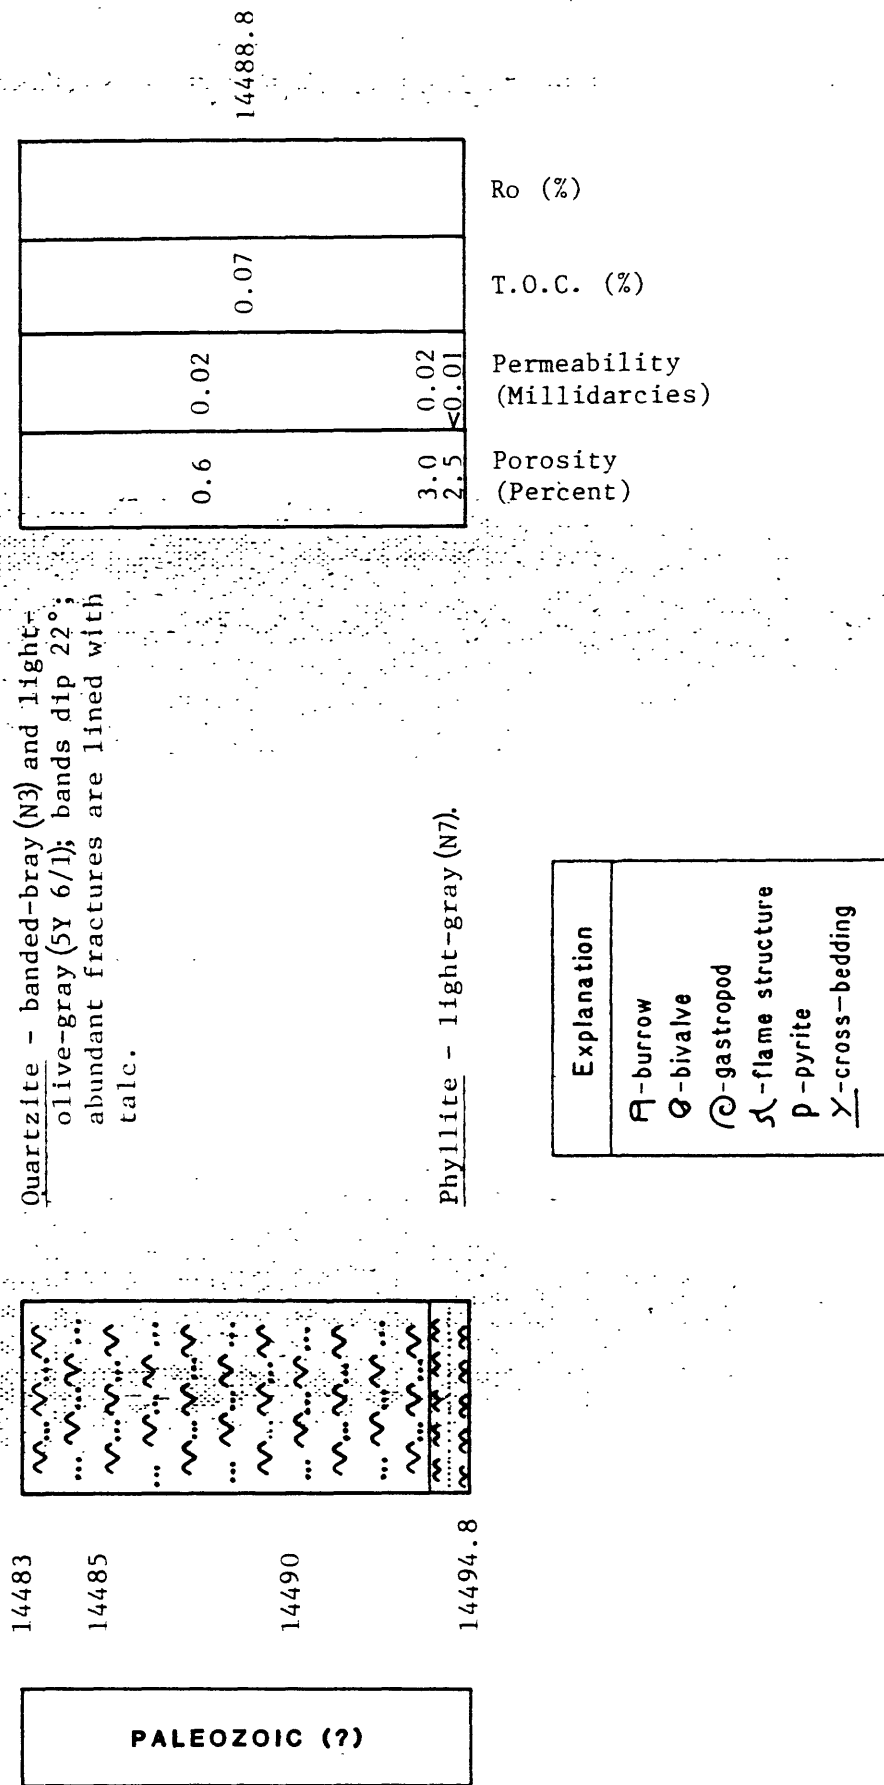 PALEOZOIC (?)
14483
14485
14490
14494.8
Quartzite - banded-bray (N3) and light-
olive-gray (5Y 6/1); bands dip 22°;
abundant fractures are lined with
talc.
Phyllite - light-gray (N7).
0.6
3.0
2.5
Porosity
(Percent)
0.02
0.02
<0.01
Permeability
(Millidarcies)
0.07
T.O.C. (%)
Ro (%)
14488.8
Explanation
-burrow
-bivalve
-gastropod
-flame structure
p-pyrite
-cross-bedding